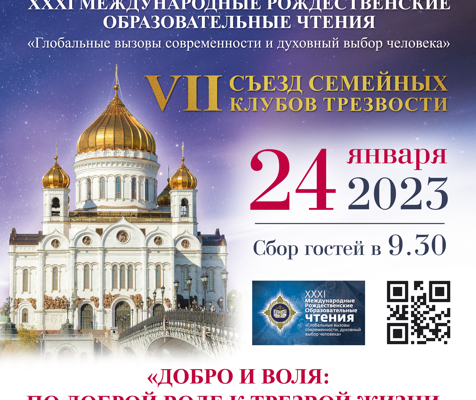 XXXI МЕЖДУНАРОДНЫЕ РОЖДЕСТВЕНСКИЕ
ОБРАЗОВАТЕЛЬНЫЕ ЧТЕНИЯ
«Глобальные вызовы современности и духовный выбор человека»
VII СЪЕЗД СЕМЕЙНЫХ
КЛУБОВ ТРЕЗВОСТИ
24 января
2023
Сбор гостей в 9.30
XXXI
Международные
Рождественские
Образовательные
чтения
«Глобальные вызовы
современности, духовный
выбор человека»
«ДОБРО И ВОЛЯ:
ПО ДОБРОЙ ВОЛЕ К ТРЕЗВОЙ ЖИЗНИ